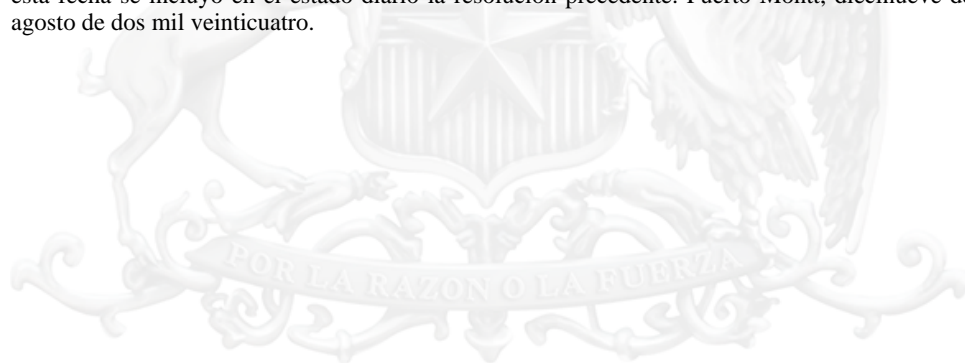 esta fecha se incluyó en el estado diario la resolución precedente. Puerto Montt, diecinueve de
agosto de dos mil veinticuatro.
POR LA RAZON O LA FUERZA